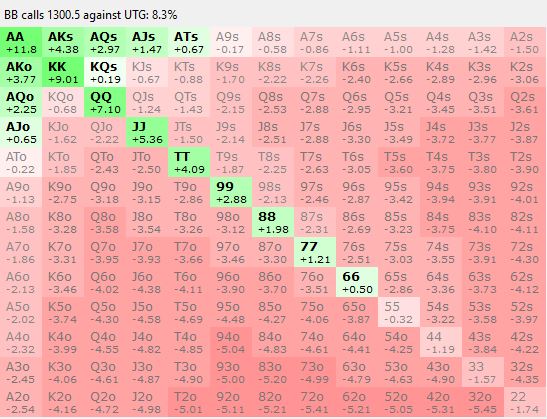 BB calls 1300.5 against UTG: 8.3%
AA AKs AQs AJs ATs A9s A8s A7s A6s A5s A4s A3s A2s
+11.8 +4.38 +2.97 +1.47 +0.67 -0.17 -0.58 -0.86 -1.11 -1.00 -1.28 -1.42 -1.50
AKo KK KQs KJs KTs K9s K8s K7s K6s K5s K4s K3s K2s
+3.77 +9.01 +0.19 -0.67 -0.88 -1.70 -2.22 -2.26 -2.40 -2.66 -2.89 -2.96 -3.06
AQo KQo QQ QJs QTs Q9s Q8s Q7s Q6s Q5s Q4s Q3s Q2s
+2.25 -0.68 +7.10 -1.24 -1.43 -2.15 -2.53 -2.88 -2.95 -3.21 -3.45 -3.51 -3.61
AJo KJo QJo JJ JTs J9s J8s J7s J6s J5s J4s J3s J2s
+0.65 -1.62 -2.22 +5.36 -1.50 -2.14 -2.51 -2.88 -3.30 -3.49 -3.72 -3.77 -3.87
ATo KTo QTo JTo TT T9s T8s T7s T6s T5s T4s T3s T2s
-0.22 -1.85 -2.43 -2.50 +4.09 -1.87 -2.25 -2.63 -3.05 -3.60 -3.75 -3.80 -3.90
A9o K9o Q9o J9o T9o 99 98s 97s 96s 95s 94s 93s 92s
-1.13 -2.75 -3.18 -3.15 -2.86 +2.88 -2.13 -2.46 -2.87 -3.42 -3.94 -3.91 -4.01
A8o K8o Q8o J8o T8o 98o 88 87s 86s 85s 84s 83s 82s
-1.58 -3.28 -3.58 -3.54 -3.26 -3.12 +1.98 -2.31 -2.69 -3.23 -3.75 -4.10 -4.11
A7o K7o Q7o J7o T7o 97o 87o 77 76s 75s 74s 73s 72s
-1.86 -3.31 -3.95 -3.93 -3.66 -3.46 -3.30 +1.21 -2.51 -3.03 -3.55 -3.91 -4.30
A6o K6o Q6o J6o T6o 96o 86o 76o 66 65s 64s 63s 62s
-2.13 -3.46 -4.02 -4.38 -4.11 -3.90 -3.70 -3.51 +0.50 -2.86 -3.36 -3.73 -4.12
A5o K5o Q5o J5o T5o 95o 85o 75o 65o 55 54s 53s 52s
-2.02 -3.74 -4.30 -4.58 -4.69 -4.48 -4.27 -4.06 -3.87 -0.32 -3.22 -3.58 -3.97
A4o K4o Q4o J4o T4o 94o 84o 74o 64o 54o 44 43s 42s
-2.32 -3.99 -4.55 -4.82 -4.85 -5.04 -4.83 -4.61 -4.41 -4.25 -1.19 -3.84 -4.22
A3o K3o Q3o J3o T3o 93o 83o 73o 63o 53o 43o 33 32s
-2.45 -4.06 -4.61 -4.87 -4.90 -5.00 -5.20 -4.99 -4.79 -4.63 -4.90 -1.57 -4.35
A2o K2o Q2o J2o T2o 92o 82o 72o 62o 52o 42o 32o 22
-2.54 -4.16 -4.72 -4.98 -5.01 -5.11 -5.21 -5.41 -5.21 -5.05 -5.31 -5.45 -1.74